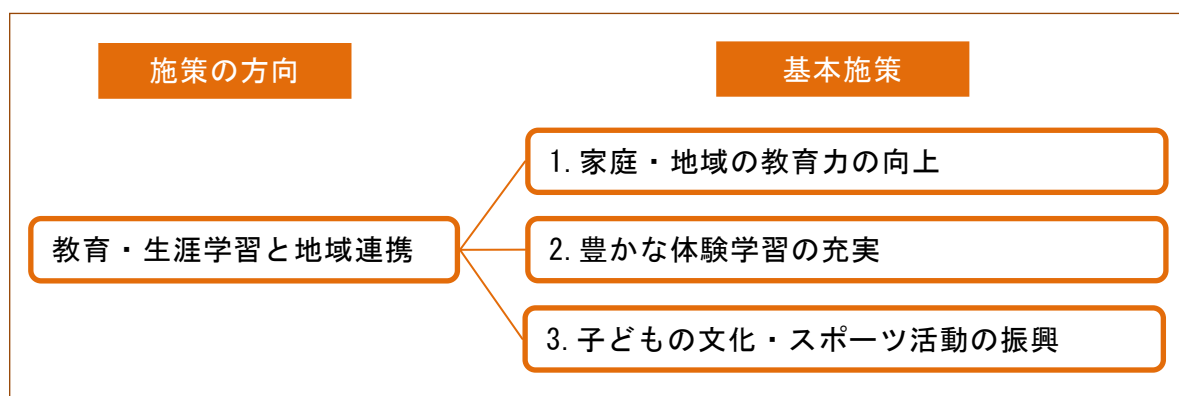 施策の方向
基本施策
1.家庭・地域の教育力の向上
教育・生涯学習と地域連携
2.豊かな体験学習の充実
3.子どもの文化・スポーツ活動の振興